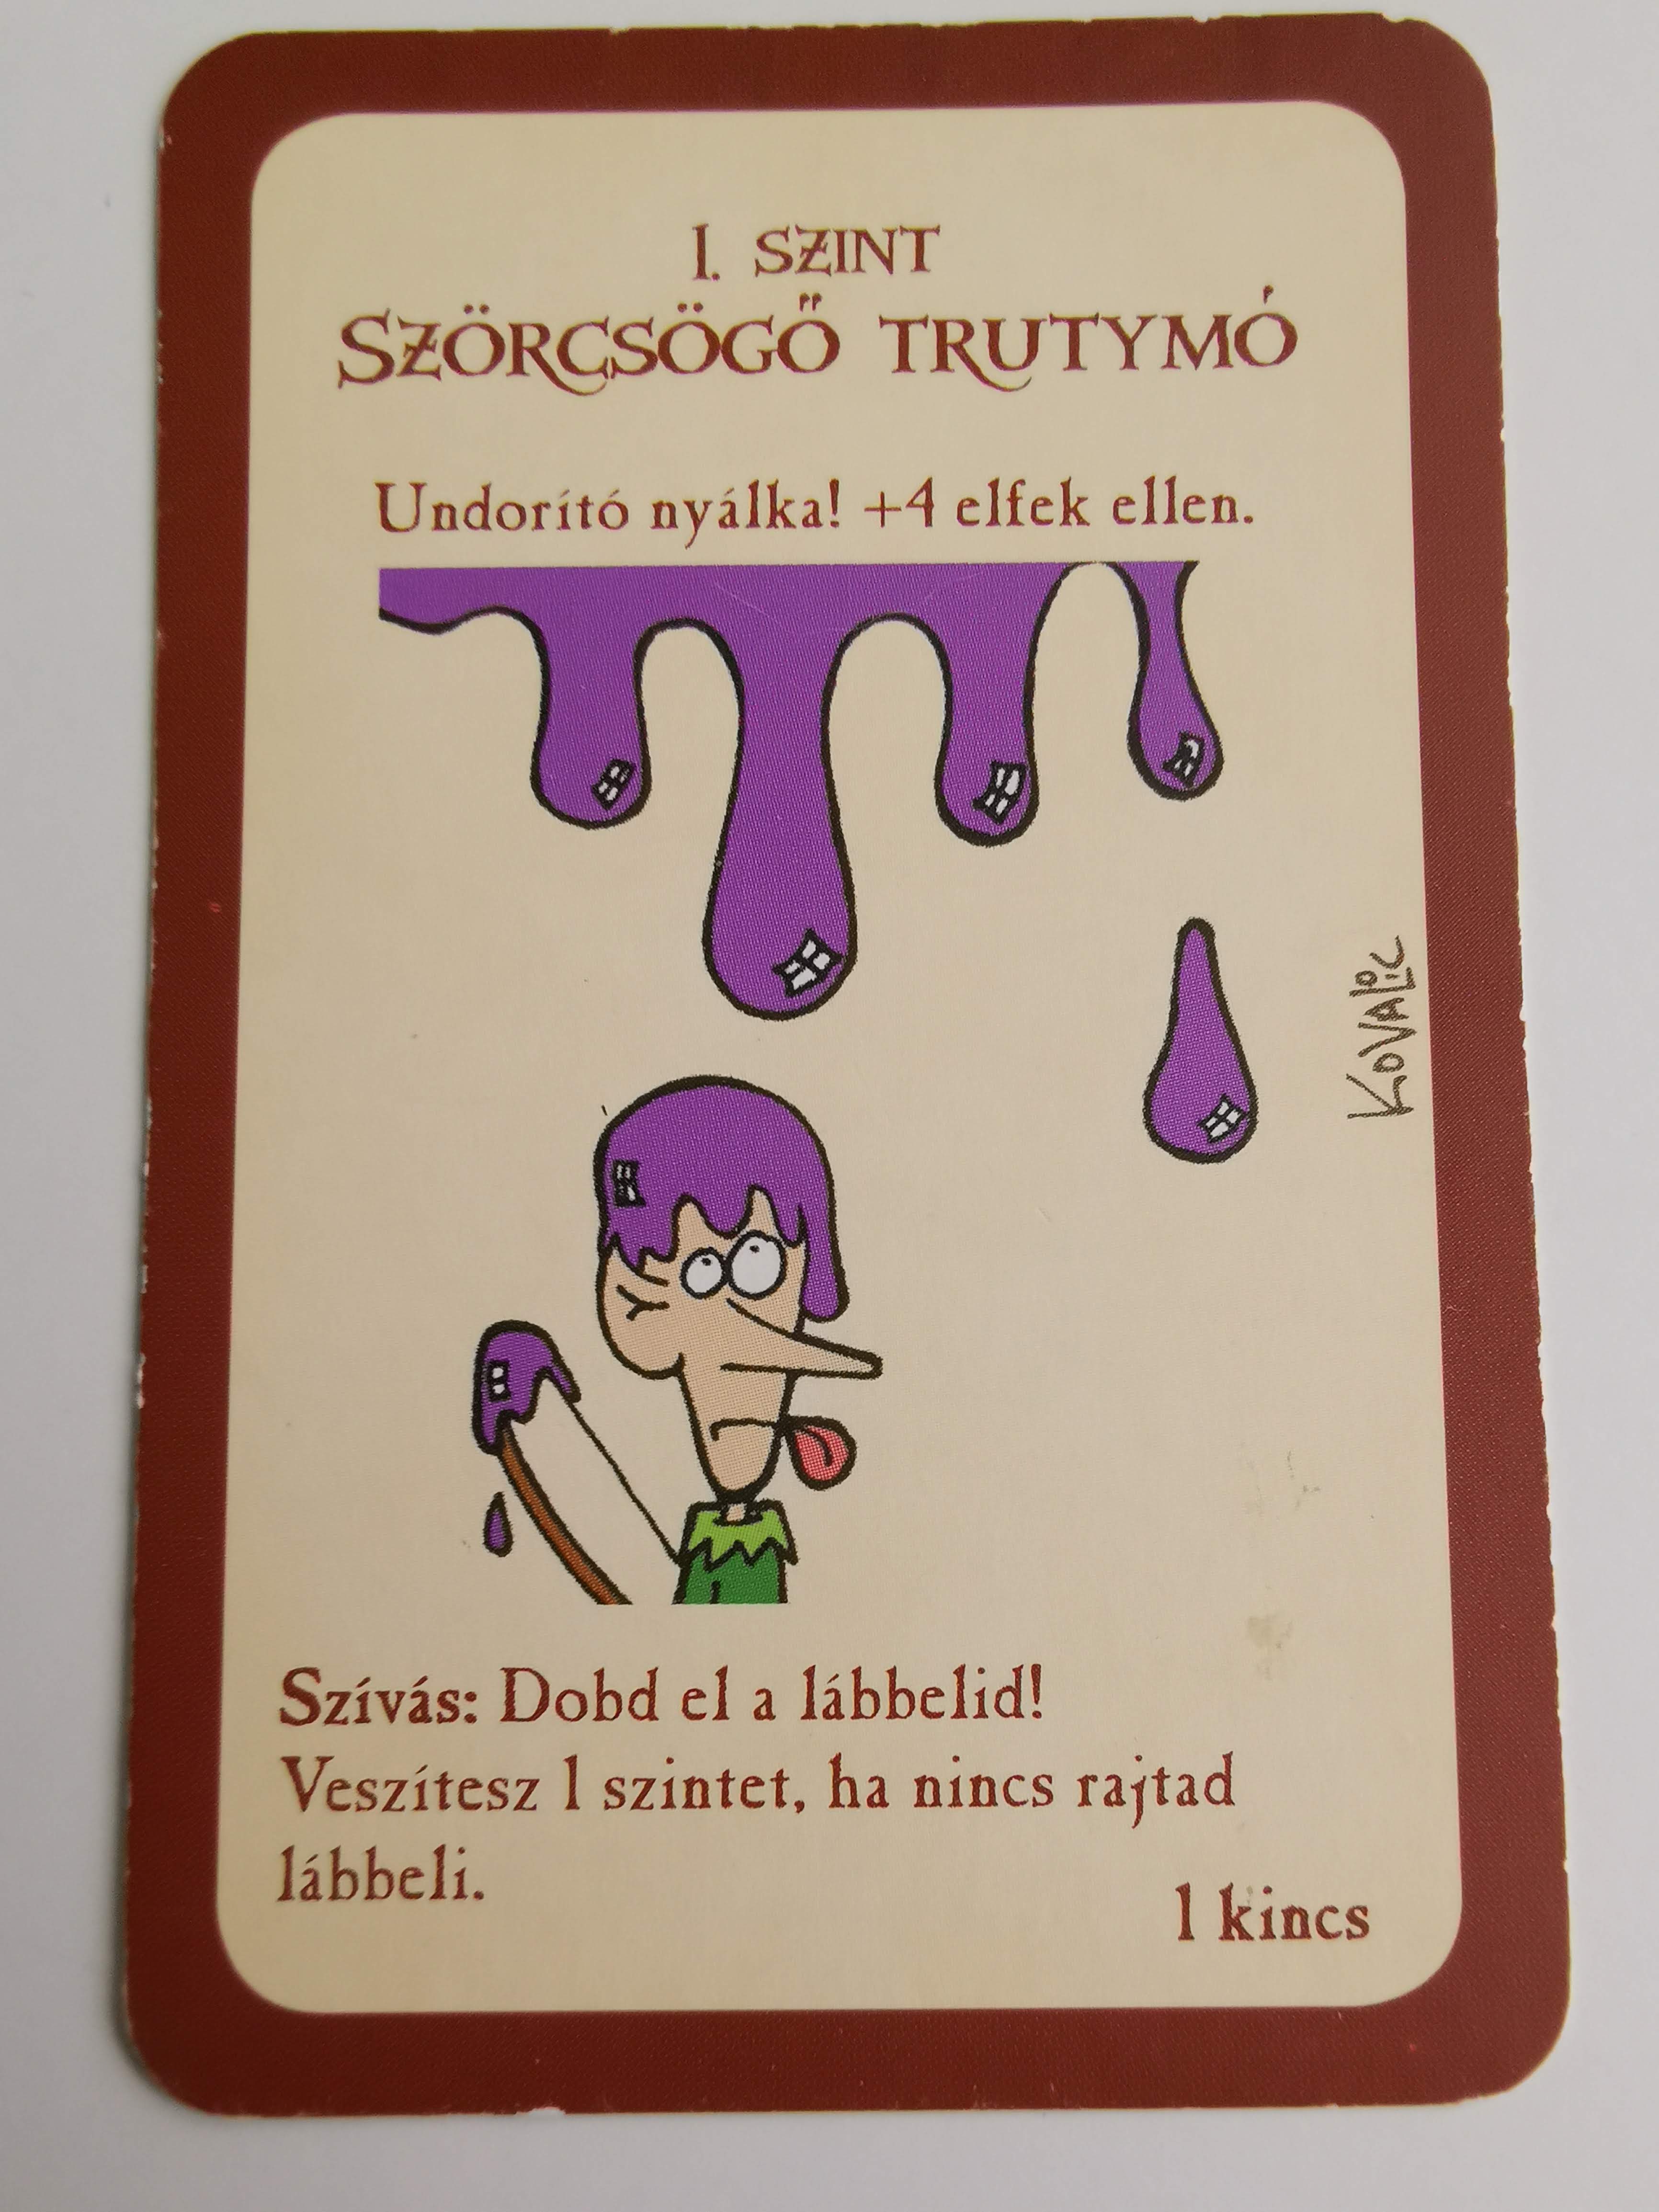 1. SZINT
SZÖRCSÖGŐ TRUTYMÓ
Undorító nyálka! +4 elfek ellen.
KOVALIC
Szívás: Dobd el a lábbelid!
Veszítesz 1 szintet, ha nincs rajtad
lábbeli.
1 kincs